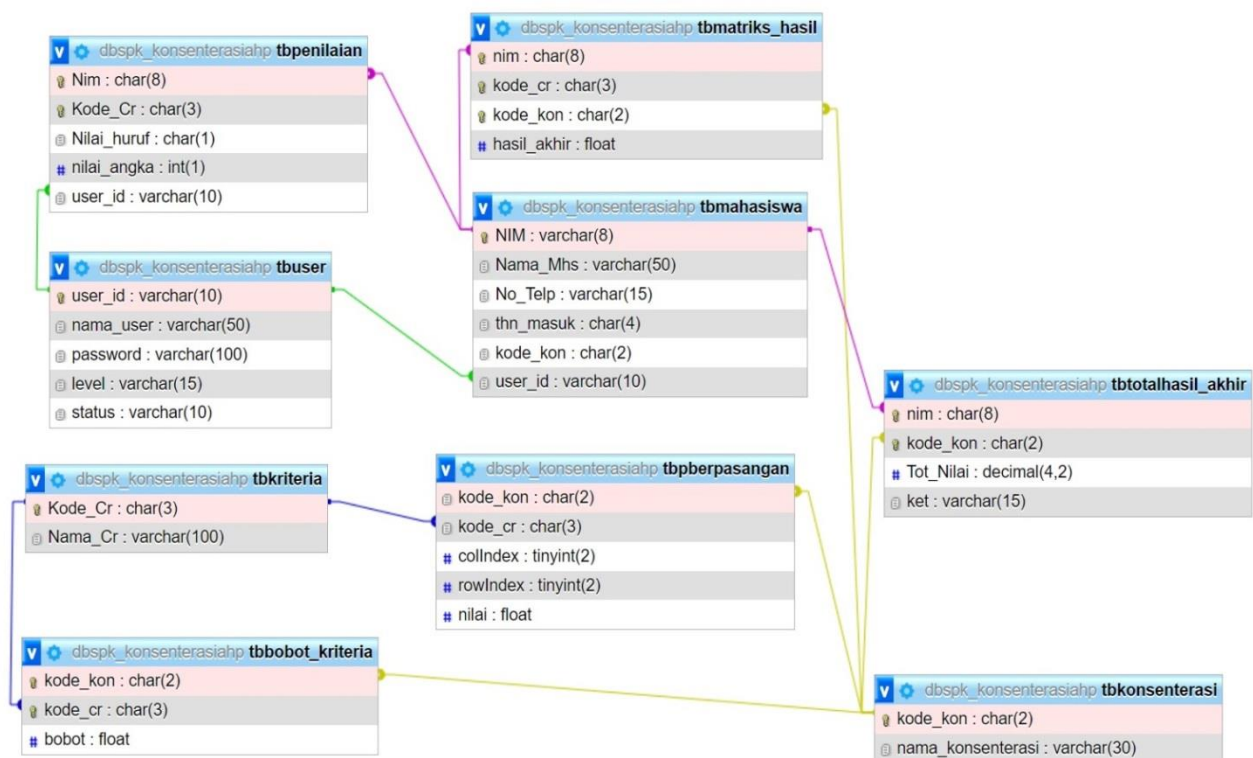 dbspk_konsenterasiahp tbpenilaian
Nim : char(8)
Kode_Cr : char(3)
Nilai_huruf : char(1)
# nilai_angka : int(1)
user_id : varchar(10)
dbspk_konsenterasiahp tbmatriks_hasil
nim : char(8)
kode_cr : char(3)
kode_kon : char(2)
# hasil_akhir : float
dbspk_konsenterasiahp tbuser
user_id : varchar(10)
nama_user : varchar(50)
password : varchar(100)
level : varchar(15)
status : varchar(10)
dbspk_konsenterasiahp tbmahasiswa
NIM : varchar(8)
Nama_Mhs : varchar(50)
No_Telp : varchar(15)
thn_masuk : char(4)
kode_kon : char(2)
user_id : varchar(10)
dbspk_konsenterasiahp tbtotalhasil_akhir
nim : char(8)
kode_kon : char(2)
# Tot_Nilai : decimal(4,2)
ket : varchar(15)
dbspk_konsenterasiahp tbkriteria
Kode_Cr : char(3)
Nama_Cr : varchar(100)
dbspk_konsenterasiahp tbpberpasangan
kode_kon : char(2)
kode_cr : char(3)
# colIndex : tinyint(2)
# rowIndex : tinyint(2)
# nilai : float
dbspk_konsenterasiahp tbbobot_kriteria
kode_kon : char(2)
kode_cr : char(3)
# bobot : float
dbspk_konsenterasiahp tbkonsenterasi
kode_kon : char(2)
nama_konsenterasi : varchar(30)